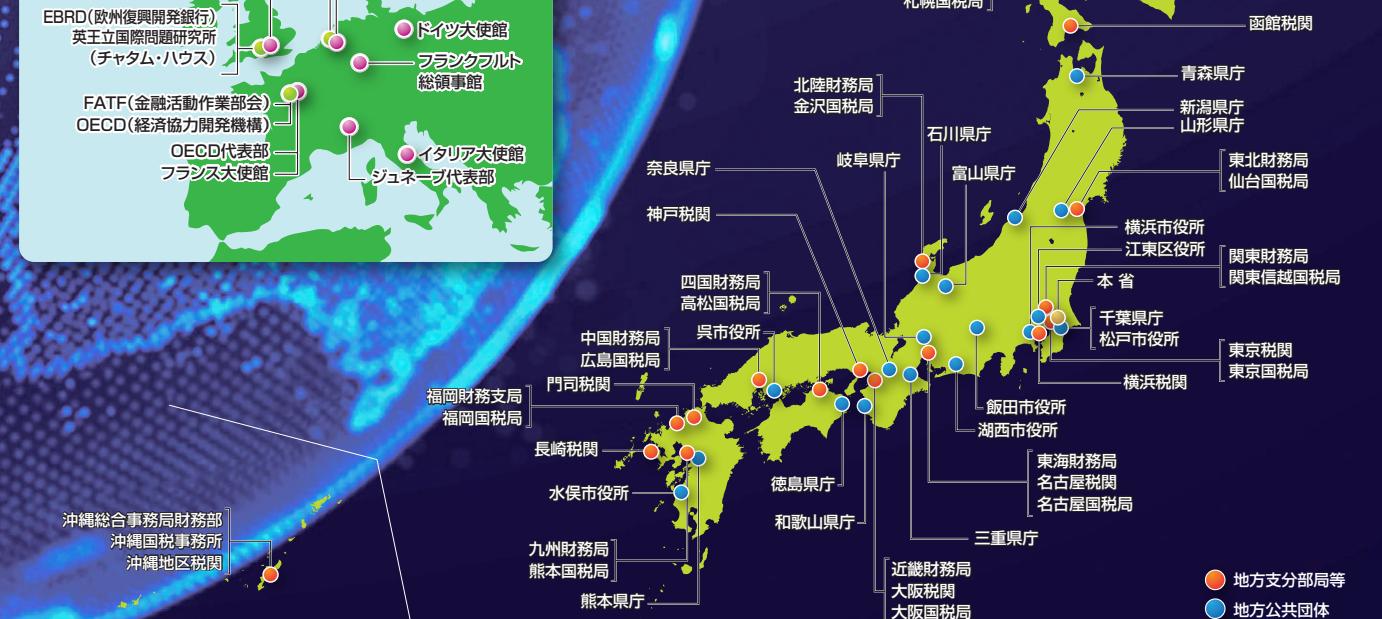 EBRD（欧州復興開発銀行）
英王立国際問題研究所
（チャタム・ハウス）
FATF（金融活動作業部会）
OECD（経済協力開発機構）
OECD代表部
フランス大使館
ドイツ大使館
フランクフルト
総領事館
イタリア大使館
ジュネーブ代表部
札幌国税局
函館税関
青森県庁
新潟県庁
山形県庁
東北財務局
仙台国税局
北陸財務局
金沢国税局
石川県庁
岐阜県庁
富山県庁
奈良県庁
神戸税関
横浜市役所
江東区役所
関東財務局
関東信越国税局
本省
四国財務局
高松国税局
千葉県庁
松戸市役所
呉市役所
中国財務局
広島国税局
東京税関
東京国税局
門司税関
横浜税関
福岡財務支局
福岡国税局
飯田市役所
湖西市役所
長崎税関
東海財務局
名古屋税関
名古屋国税局
水俣市役所
徳島県庁
和歌山県庁
三重県庁
沖縄総合事務局財務部
沖縄国税事務所
沖縄地区税関
九州財務局
熊本国税局
熊本県庁
近畿財務局
大阪税関
大阪国税局
地方支分部局等
地方公共団体